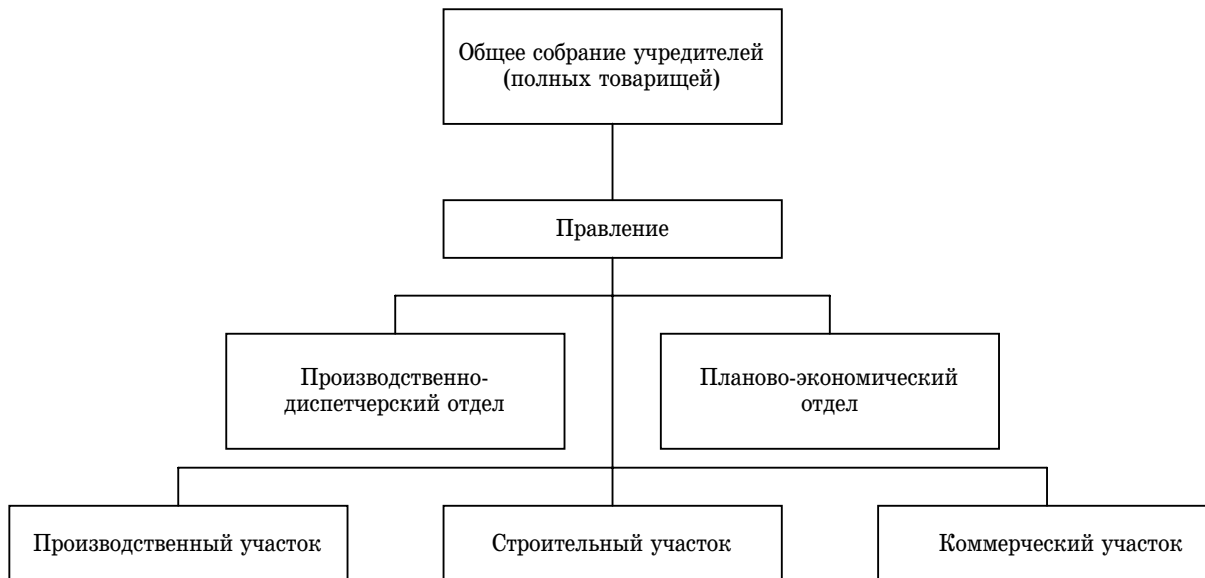 Общее собрание учредителей
(полных товарищей)
Правление
Производственно-
диспетчерский отдел
Планово-экономический
отдел
Производственный участок
Строительный участок
Коммерческий участок